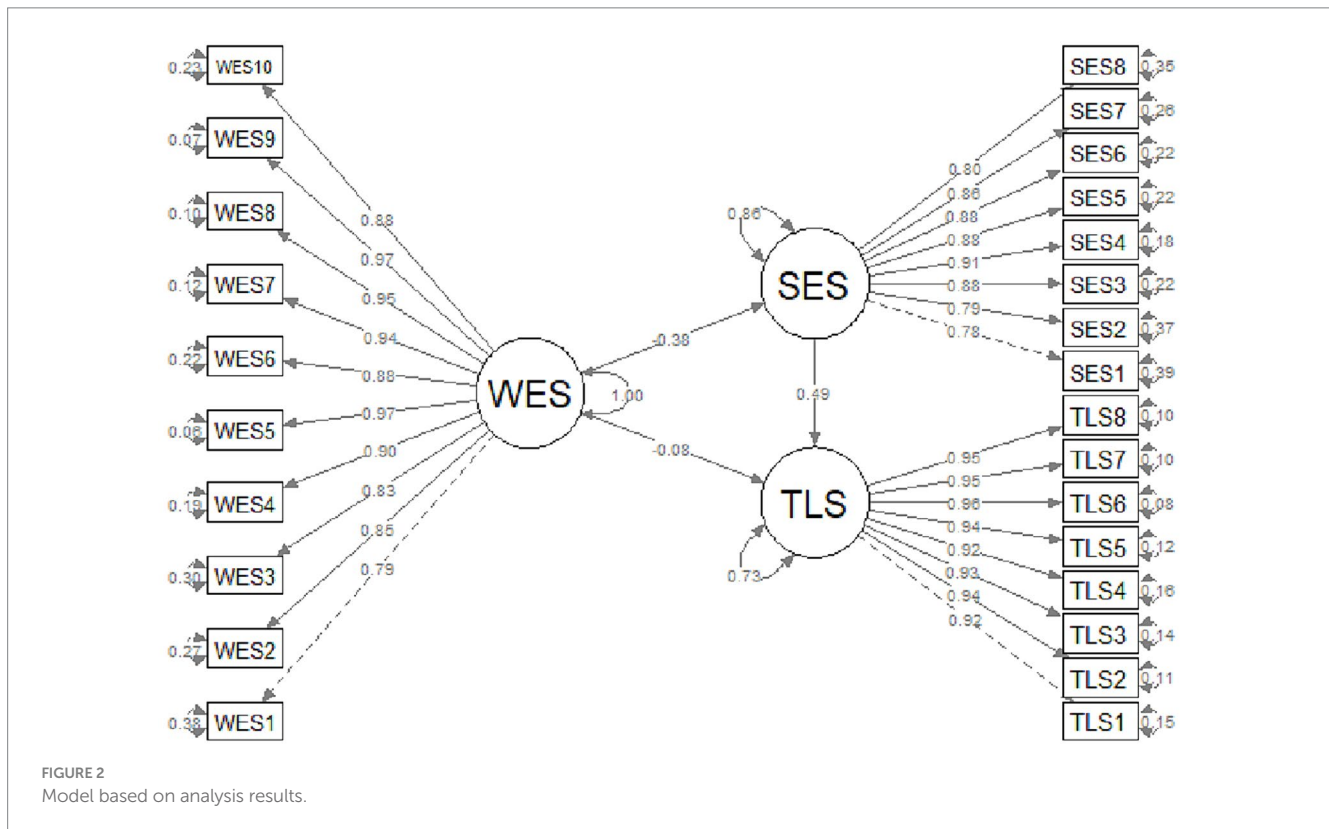 0.23 WES10
0.07 WES9
0.10 WES8
0.12 WES7
0.22 WES6
0.06 WES5
0.19 WES4
0.30 WES3
0.27 WES2
0.38 WES1
0.88
0.97
0.95
0.94
0.88
0.97
0.90
0.83
0.85
0.79
WES
1.00
-0.38
-0.08
0.86
SES
0.49
TLS
0.73
0.80
0.86
0.88
0.88
0.91
0.88
0.79
0.78
0.95
0.95
0.96
0.94
0.92
0.93
0.94
0.92
SES8 0.35
SES7 0.26
SES6 0.22
SES5 0.22
SES4 0.18
SES3 0.22
SES2 0.37
SES1 0.39
TLS8 0.10
TLS7 0.10
TLS6 0.08
TLS5 0.12
TLS4 0.16
TLS3 0.14
TLS2 0.11
TLS1 0.15
FIGURE 2
Model based on analysis results.